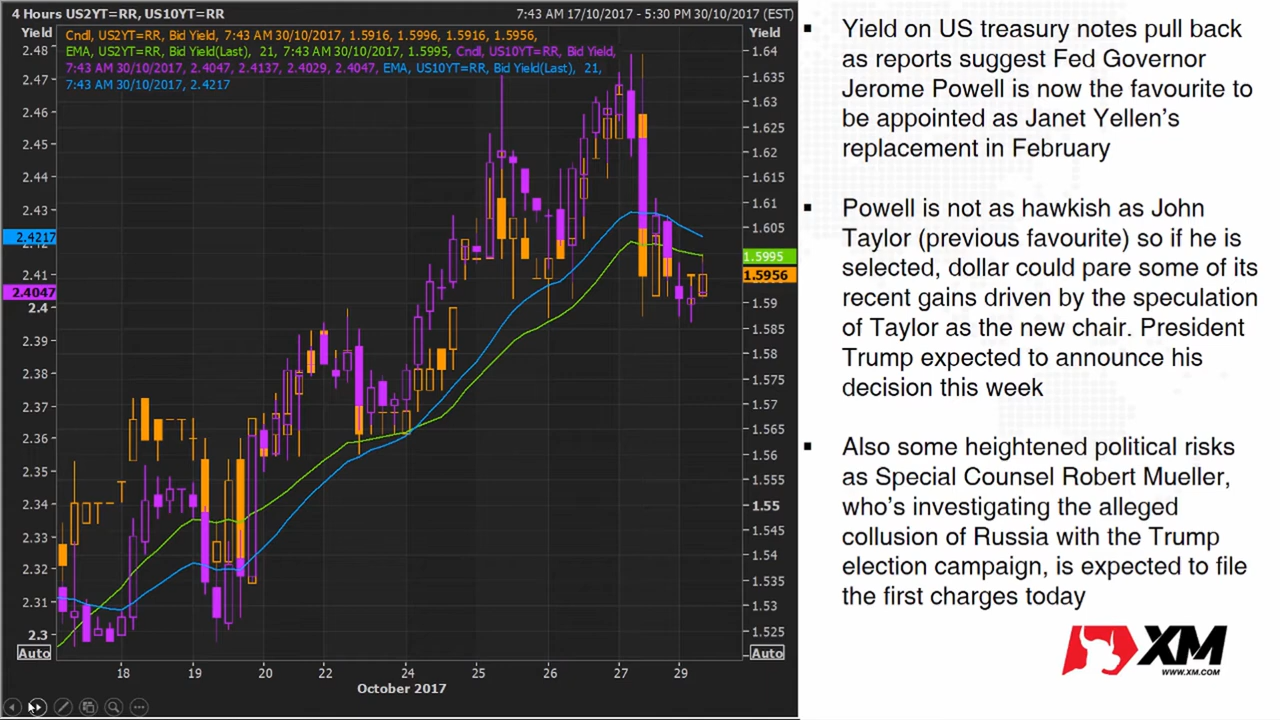 4 Hours US2YT=RR, US10YT=RR
7:43 AM 17/10/2017 - 5:30 PM 30/10/2017 (EST)
Yield
Cndl, US2YT=RR, Bid Yield, 7:43 AM 30/10/2017, 1.5916, 1.5996, 1.5916, 1.5956,
EMA, US2YT=RR, Bid Yield(Last), 21, 7:43 AM 30/10/2017, 1.5995, Cndl, US10YT=RR, Bid Yield,
7:43 AM 30/10/2017, 2.4047, 2.4137, 2.4029, 2.4047, EMA, US10YT=RR, Bid Yield(Last), 21,
7:43 AM 30/10/2017, 2.4217
Yield
2.48
2.47
2.46
2.45
2.44
2.43
2.4217
2.42
2.41
2.4047
2.4
2.39
2.38
2.37
2.36
2.35
2.34
2.33
2.32
2.31
2.3
Auto
1.64
1.635
1.63
1.625
1.62
1.615
1.61
1.605
1.5995
1.5956
1.59
1.585
1.58
1.575
1.57
1.565
1.56
1.555
1.55
1.545
1.54
1.535
1.53
1.525
Auto
18 19 20 22 23 24 25 26 27 29
October 2017
▪ Yield on US treasury notes pull back
as reports suggest Fed Governor
Jerome Powell is now the favourite to
be appointed as Janet Yellen's
replacement in February
▪ Powell is not as hawkish as John
Taylor (previous favourite) so if he is
selected, dollar could pare some of its
recent gains driven by the speculation
of Taylor as the new chair. President
Trump expected to announce his
decision this week
▪ Also some heightened political risks
as Special Counsel Robert Mueller,
who's investigating the alleged
collusion of Russia with the Trump
election campaign, is expected to file
the first charges today
XM
WWW.XM.COM